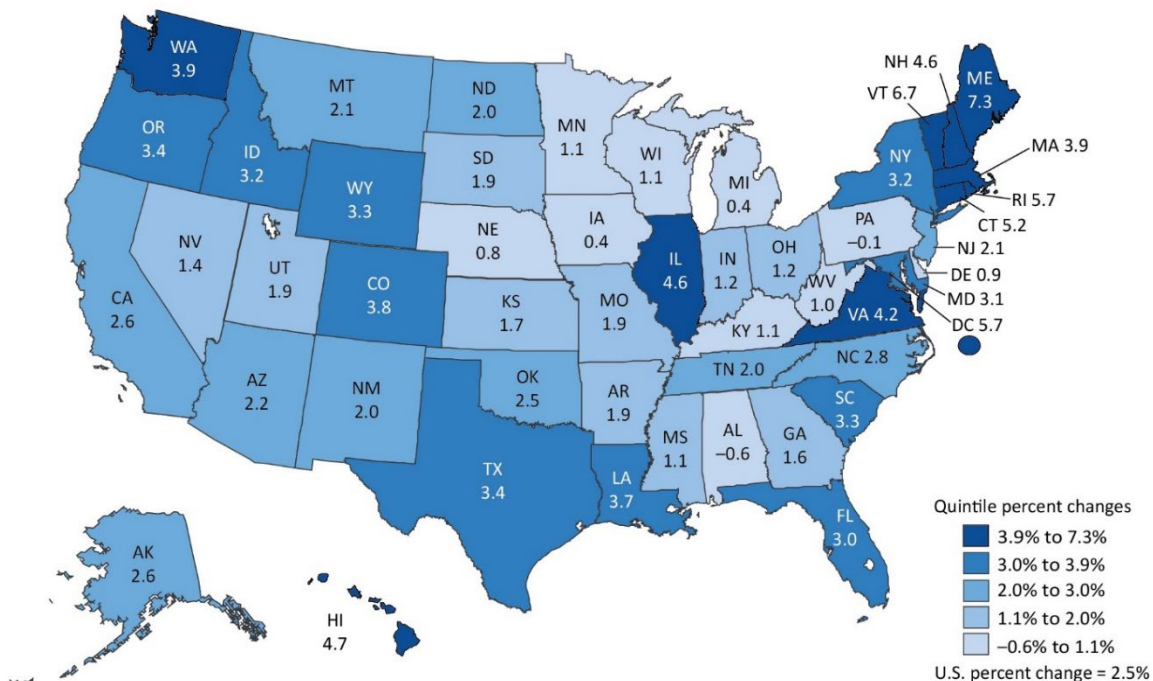 WA
3.9
MT
2.1
ND
2.0
MN
1.1
NH 4.6
VT 6.7
ME
7.3
OR
3.4
ID
3.2
SD
1.9
WI
1.1
MI
0.4
NY
3.2
MA 3.9
RI 5.7
CT 5.2
WY
3.3
NE
0.8
IA
0.4
PA
–0.1
NJ 2.1
DE 0.9
MD 3.1
DC 5.7
NV
1.4
UT
1.9
CO
3.8
IL
4.6
IN
1.2
OH
1.2
WV
1.0
VA 4.2
CA
2.6
KS
1.7
MO
1.9
KY 1.1
AZ
2.2
NM
2.0
OK
2.5
AR
1.9
TN 2.0
NC 2.8
SC
3.3
MS
1.1
AL
–0.6
GA
1.6
TX
3.4
LA
3.7
FL
3.0
AK
2.6
HI
4.7
Quintile percent changes
3.9% to 7.3%
3.0% to 3.9%
2.0% to 3.0%
1.1% to 2.0%
–0.6% to 1.1%
U.S. percent change = 2.5%